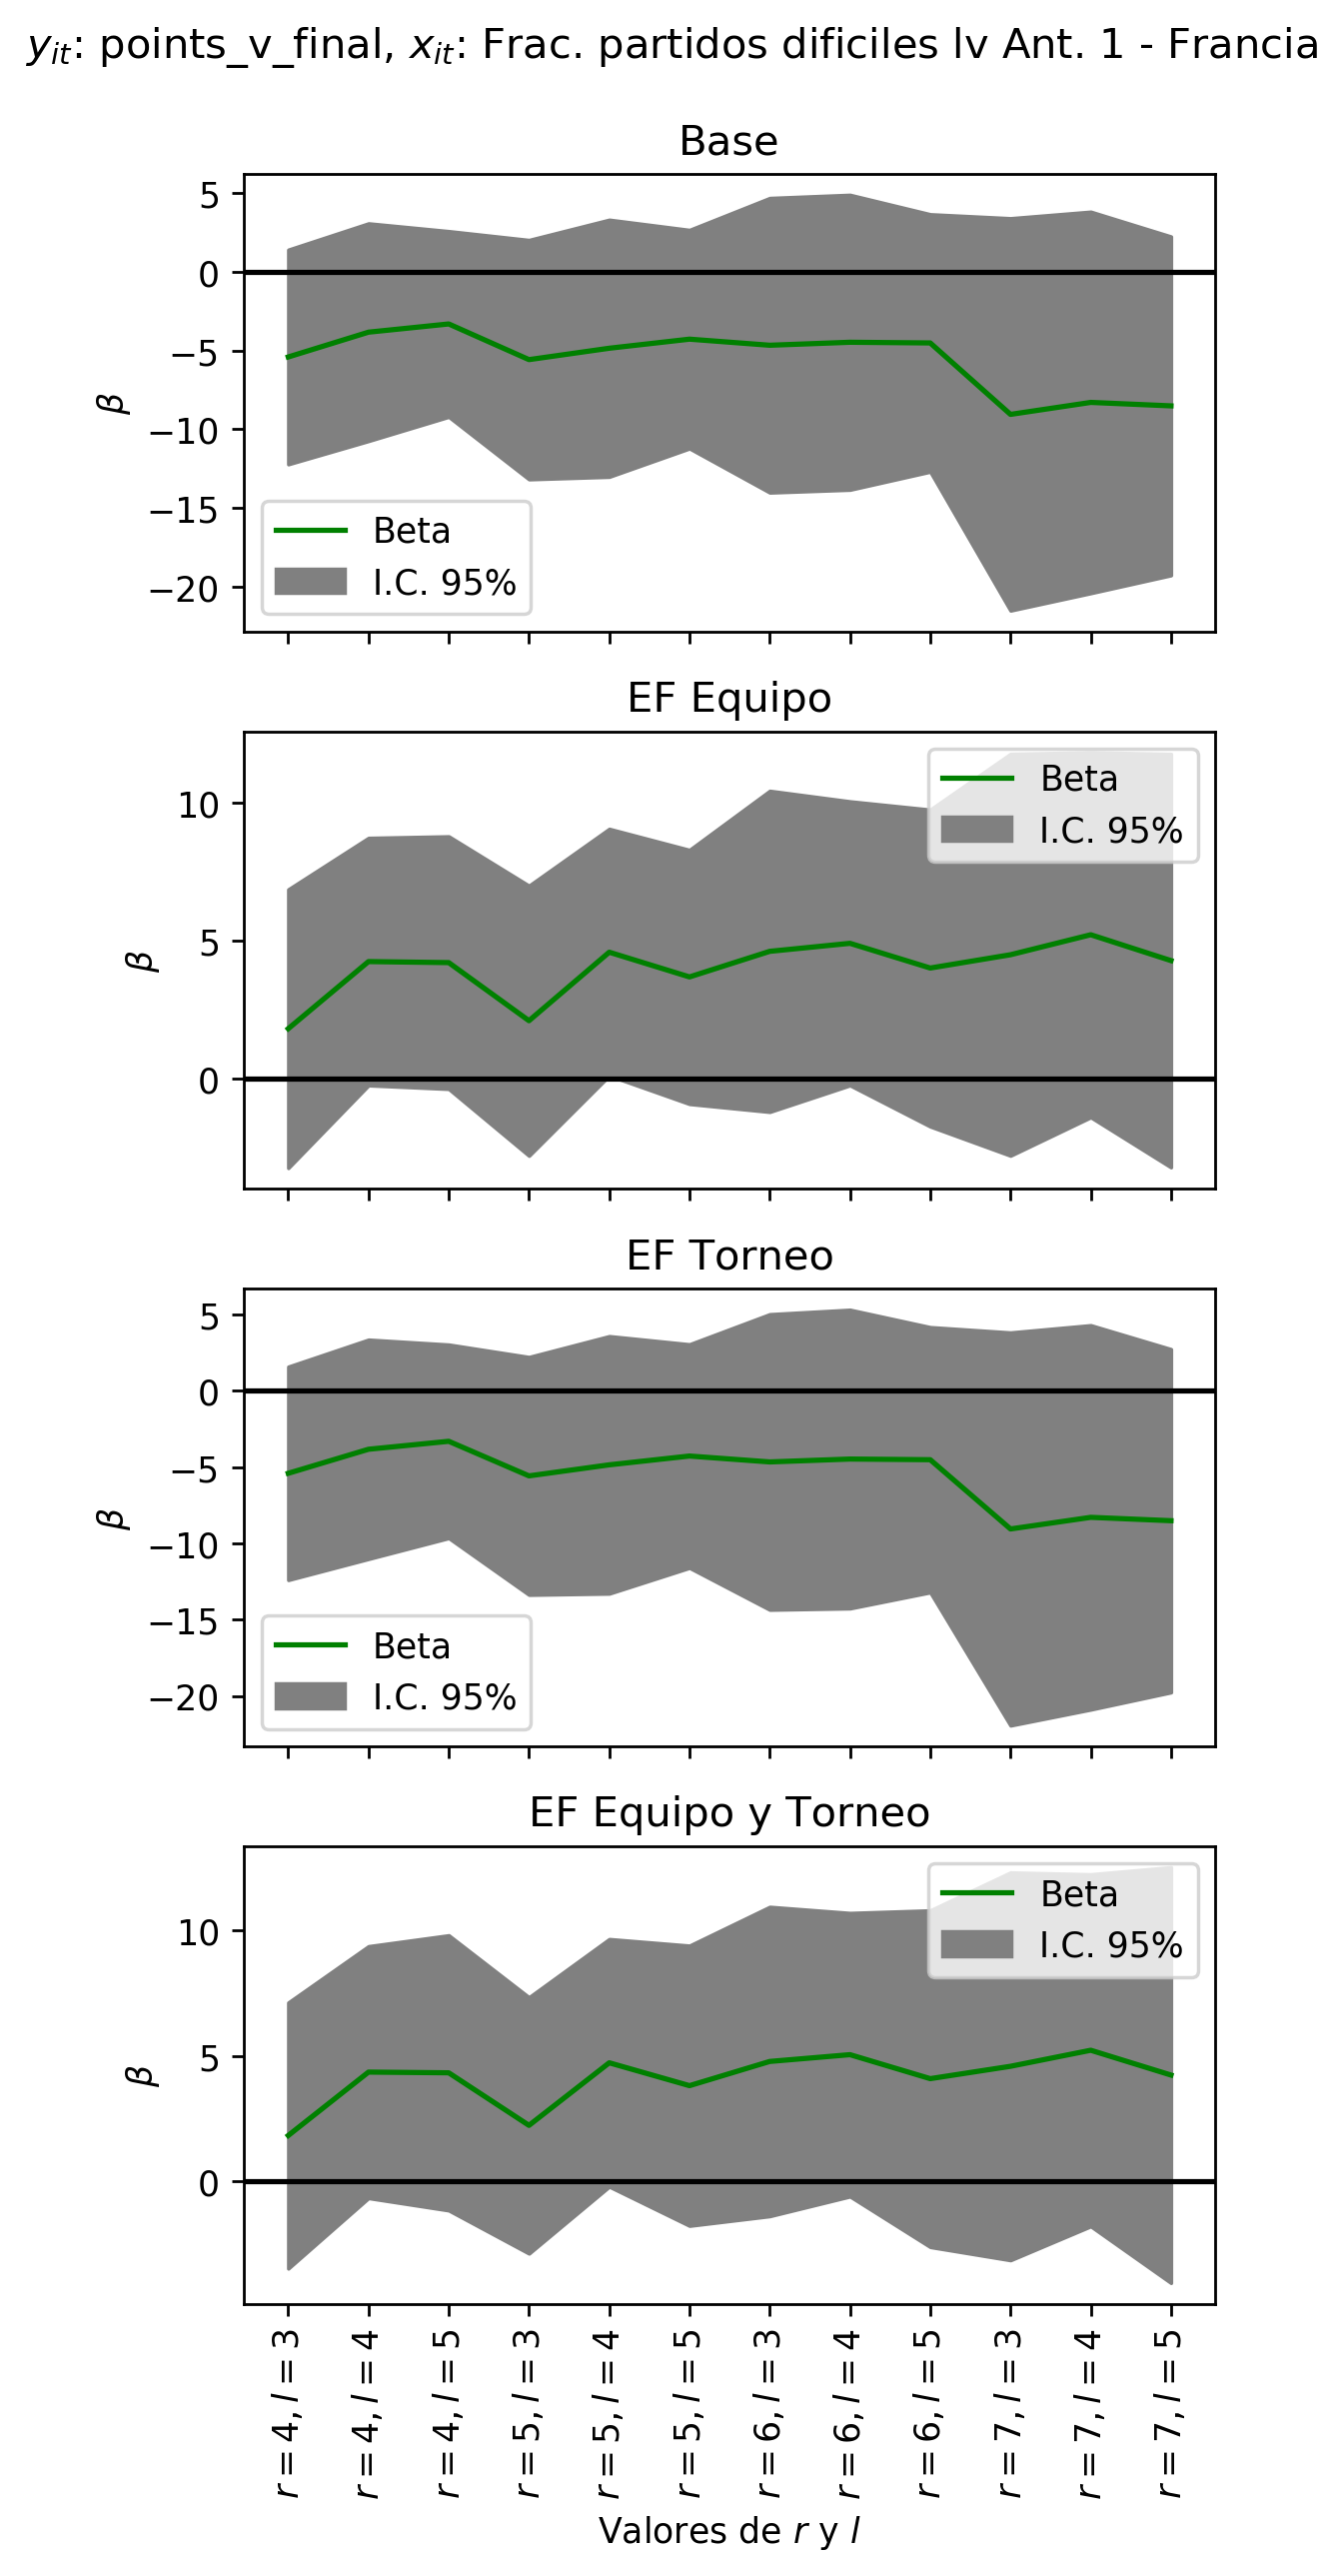 y_it: points_v_final, x_it: Frac. partidos dificiles lv Ant. 1 - Francia
Base
5
0
−5
−10
−15
−20
β
Beta
I.C. 95%
EF Equipo
10
5
0
β
Beta
I.C. 95%
EF Torneo
5
0
−5
−10
−15
−20
β
Beta
I.C. 95%
EF Equipo y Torneo
10
5
0
β
Beta
I.C. 95%
r = 4, l = 3
r = 4, l = 4
r = 4, l = 5
r = 5, l = 3
r = 5, l = 4
r = 5, l = 5
r = 6, l = 3
r = 6, l = 4
r = 6, l = 5
r = 7, l = 3
r = 7, l = 4
r = 7, l = 5
Valores de r y l